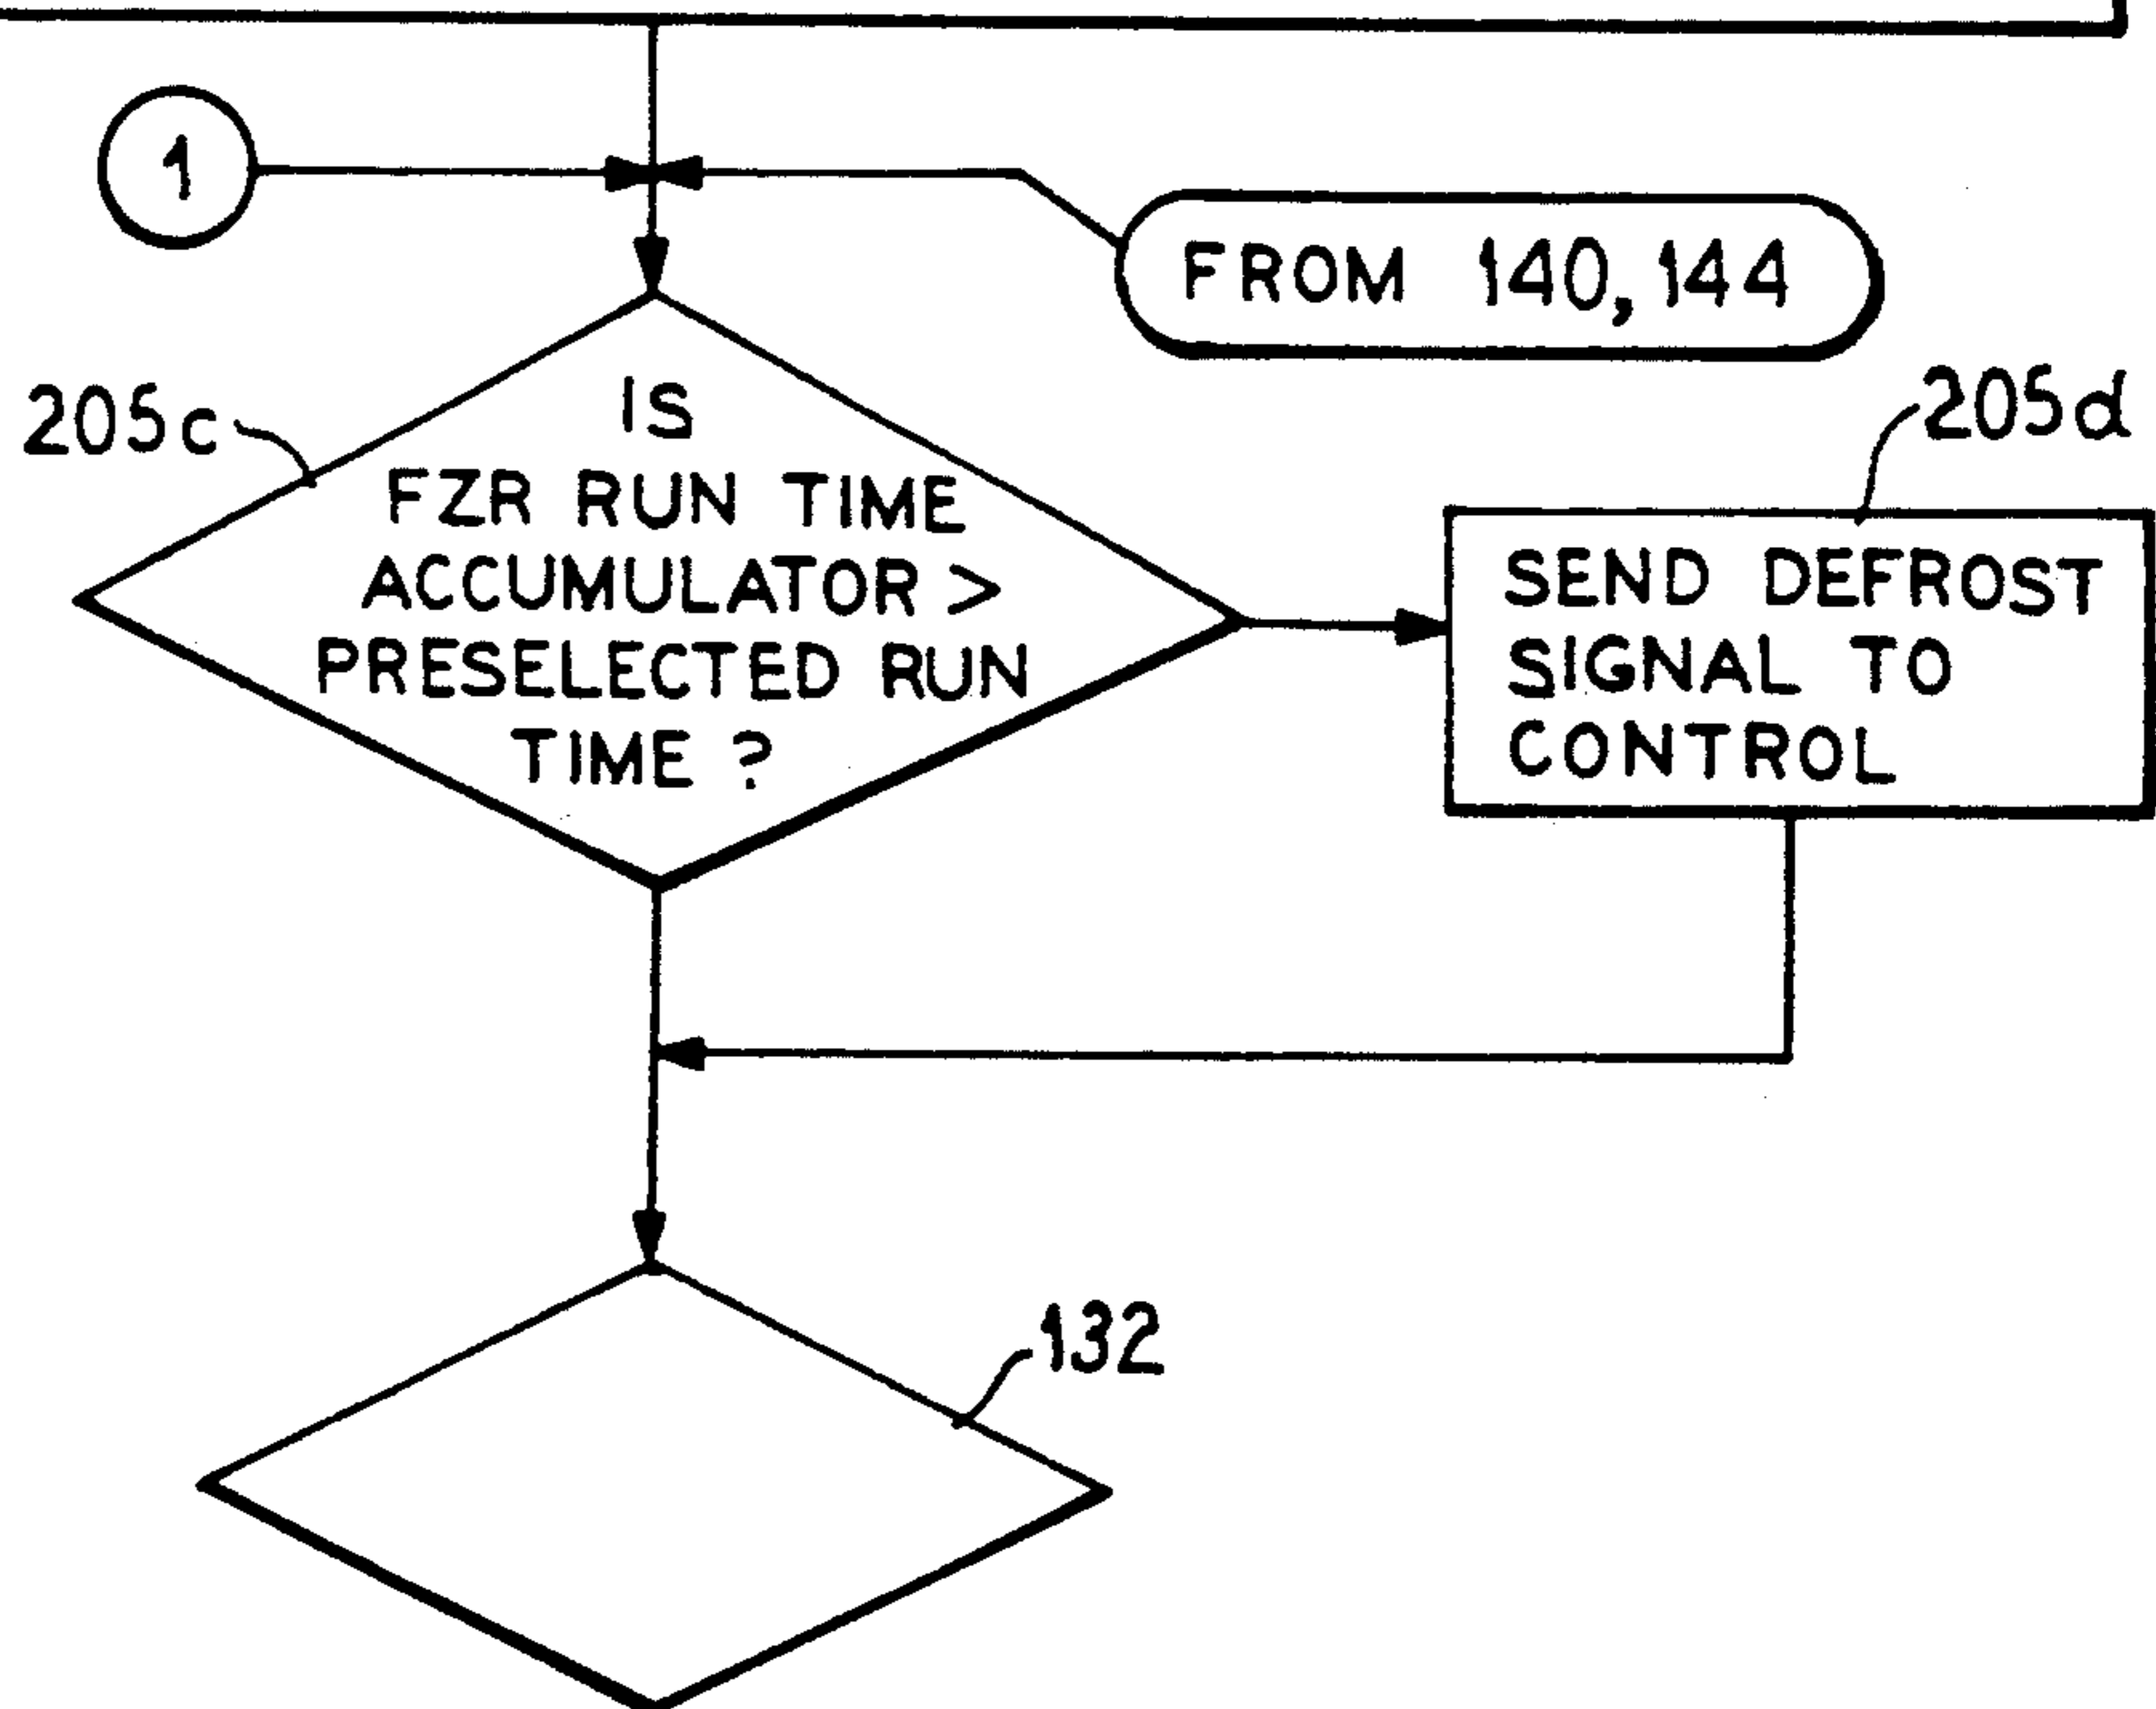 1
FROM 140, 144
205c
IS
FZR RUN TIME
ACCUMULATOR >
PRESELECTED RUN
TIME ?
205d
SEND DEFROST
SIGNAL TO
CONTROL
132